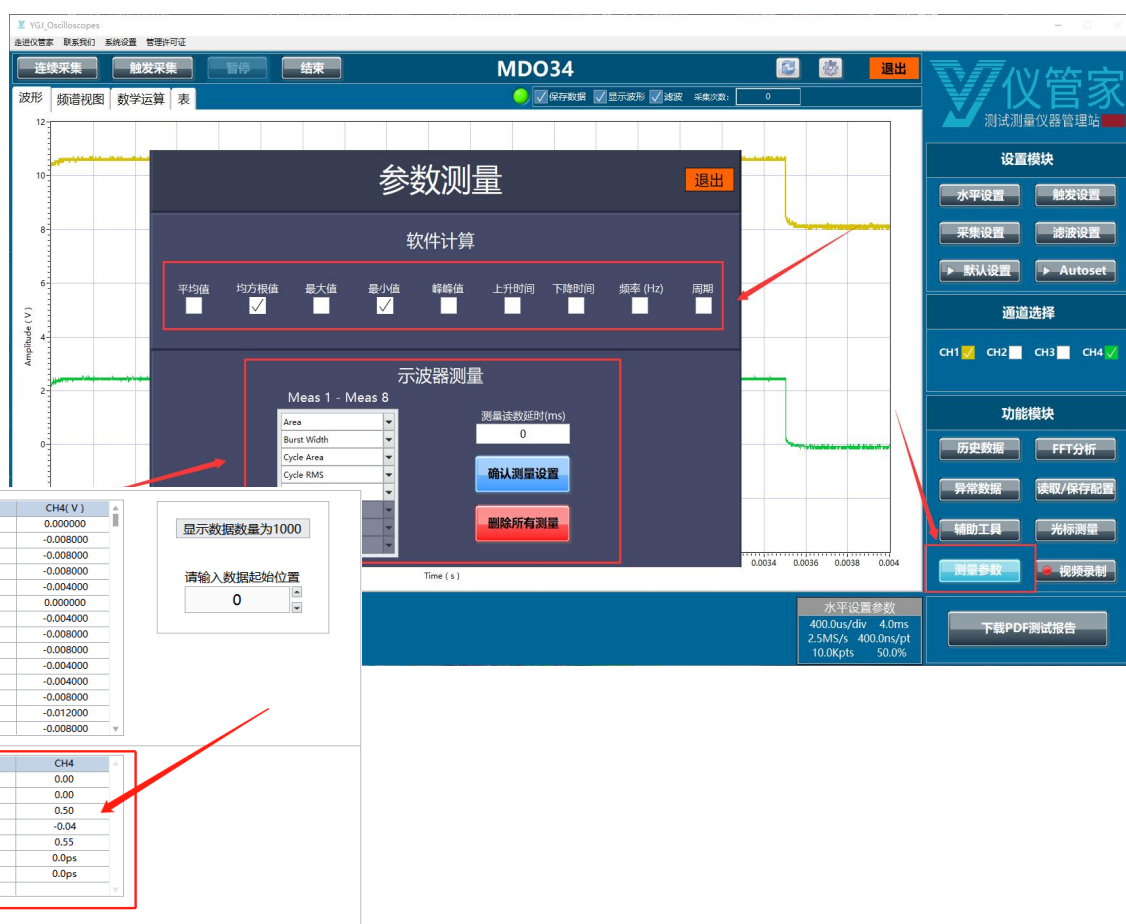 YGJ_Oscilloscopes
走进仪管家 联系我们 系统设置 管理许可证
连续采集 触发采集 暂停 结束 MDO34 退出
波形 频谱视图 数学运算 表 保存数据 显示波形 滤波 采集次数: 0
仪管家
测试测量仪器管理站
设置模块
水平设置 触发设置
采集设置 滤波设置
默认设置 Autoset
通道选择
CH1 CH2 CH3 CH4
功能模块
历史数据 FFT分析
异常数据 读取/保存配置
辅助工具 光标测量
测量参数 视频录制
下载PDF测试报告
12
10
8
6
4
2
0
Amplitude ( V )
参数测量 退出
软件计算
平均值 均方根值 最大值 最小值 峰峰值 上升时间 下降时间 频率 (Hz) 周期
示波器测量
Meas 1 - Meas 8
Area
Burst Width
Cycle Area
Cycle RMS
测量读数延时(ms)
0
确认测量设置
删除所有测量
0.0034 0.0036 0.0038 0.004
Time ( s )
水平设置参数
400.0us/div 4.0ms
2.5MS/s 400.0ns/pt
10.0Kpts 50.0%
CH4( V )
0.000000
-0.008000
-0.008000
-0.008000
-0.004000
0.000000
-0.004000
-0.008000
-0.008000
-0.004000
-0.004000
-0.008000
-0.012000
-0.008000
显示数据数量为1000
请输入数据起始位置
0
CH4
0.00
0.00
0.50
-0.04
0.55
0.0ps
0.0ps